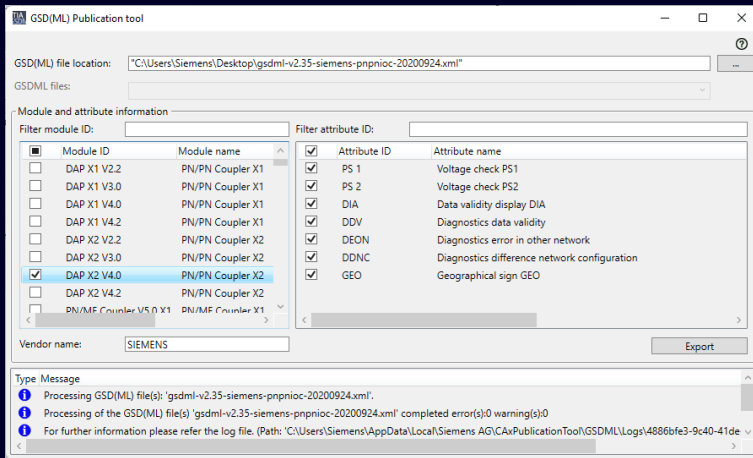 GSD(ML) Publication tool
GSD(ML) file location: "C:\Users\Siemens\Desktop\gsdml-v2.35-siemens-pnpnioc-20200924.xml" ...
GSDML files:
Module and attribute information
Filter module ID: Filter attribute ID:
Module ID Module name Attribute ID Attribute name
DAP X1 V2.2 PN/PN Coupler X1 PS 1 Voltage check PS1
DAP X1 V3.0 PN/PN Coupler X1 PS 2 Voltage check PS2
DAP X1 V4.0 PN/PN Coupler X1 DIA Data validity display DIA
DAP X1 V4.2 PN/PN Coupler X1 DDV Diagnostics data validity
DAP X2 V2.2 PN/PN Coupler X2 DEON Diagnostics error in other network
DAP X2 V3.0 PN/PN Coupler X2 DDNC Diagnostics difference network configuration
DAP X2 V4.0 PN/PN Coupler X2 GEO Geographical sign GEO
DAP X2 V4.2 PN/PN Coupler X2
PN/MF Coupler V5.0 X1 PN/MF Coupler X1
Vendor name: SIEMENS Export
Type Message
Processing GSD(ML) file(s): 'gsdml-v2.35-siemens-pnpnioc-20200924.xml'.
Processing of the GSD(ML) file(s) 'gsdml-v2.35-siemens-pnpnioc-20200924.xml' completed error(s):0 warning(s):0
For further information please refer the log file. (Path: 'C:\Users\Siemens\AppData\Local\Siemens AG\CAxPublicationTool\GSDML\Logs\4886bfe3-9c40-41de